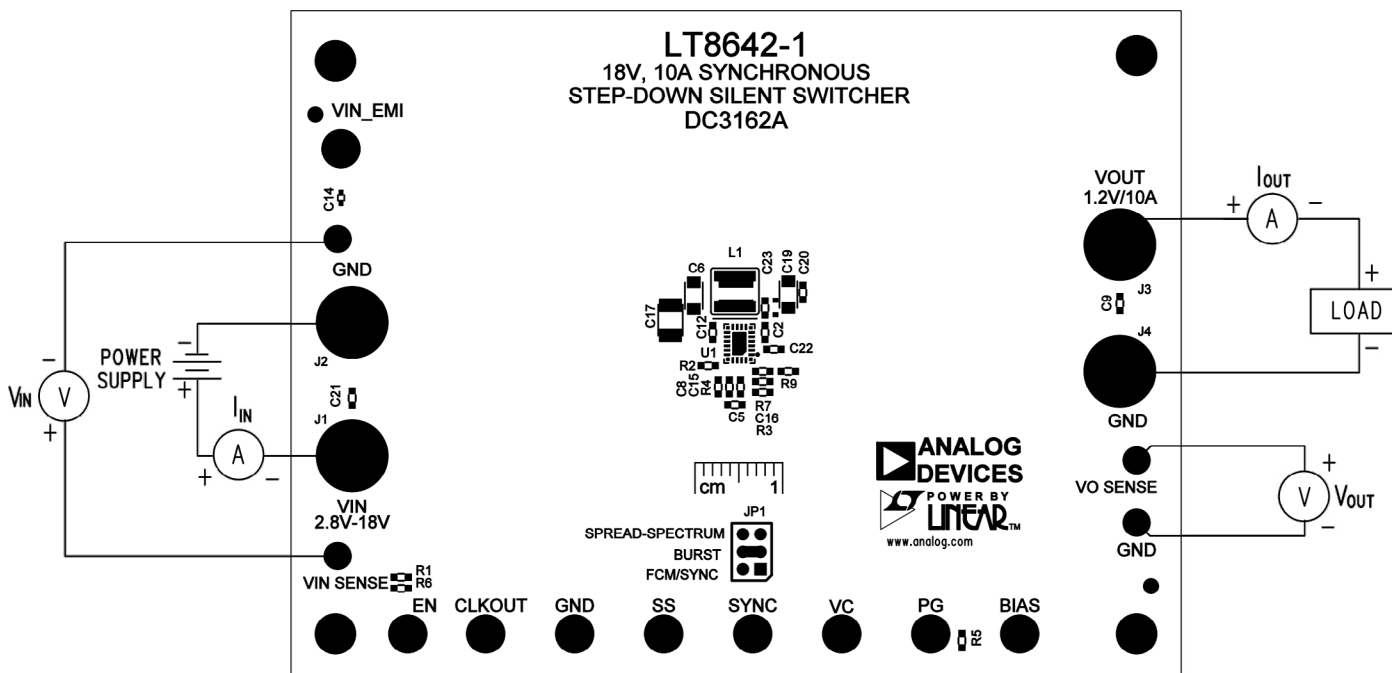 LT8642-1
18V, 10A SYNCHRONOUS
STEP-DOWN SILENT SWITCHER
DC3162A
VIN_EMI
C14
GND
J2
C21
J1
VIN
2.8V-18V
VIN SENSE
R1
R6
- 
VIN
V
+
POWER
SUPPLY
-
+
IIN
A
+
-
L1
C6
C23
C19
C20
C17
C12
C2
U1
C22
R2
R9
C8
C15
R4
C5
R7
C16
R3
cm 1
JP1
SPREAD-SPECTRUM
BURST
FCM/SYNC
ANALOG
DEVICES
LT
POWER BY
LINEAR™
www.analog.com
VOUT
1.2V/10A
J3
C9
J4
GND
VO SENSE
GND
IOUT
+
A
-
+
LOAD
-
+
V
VOUT
-
EN
CLKOUT
GND
SS
SYNC
VC
PG
R5
BIAS